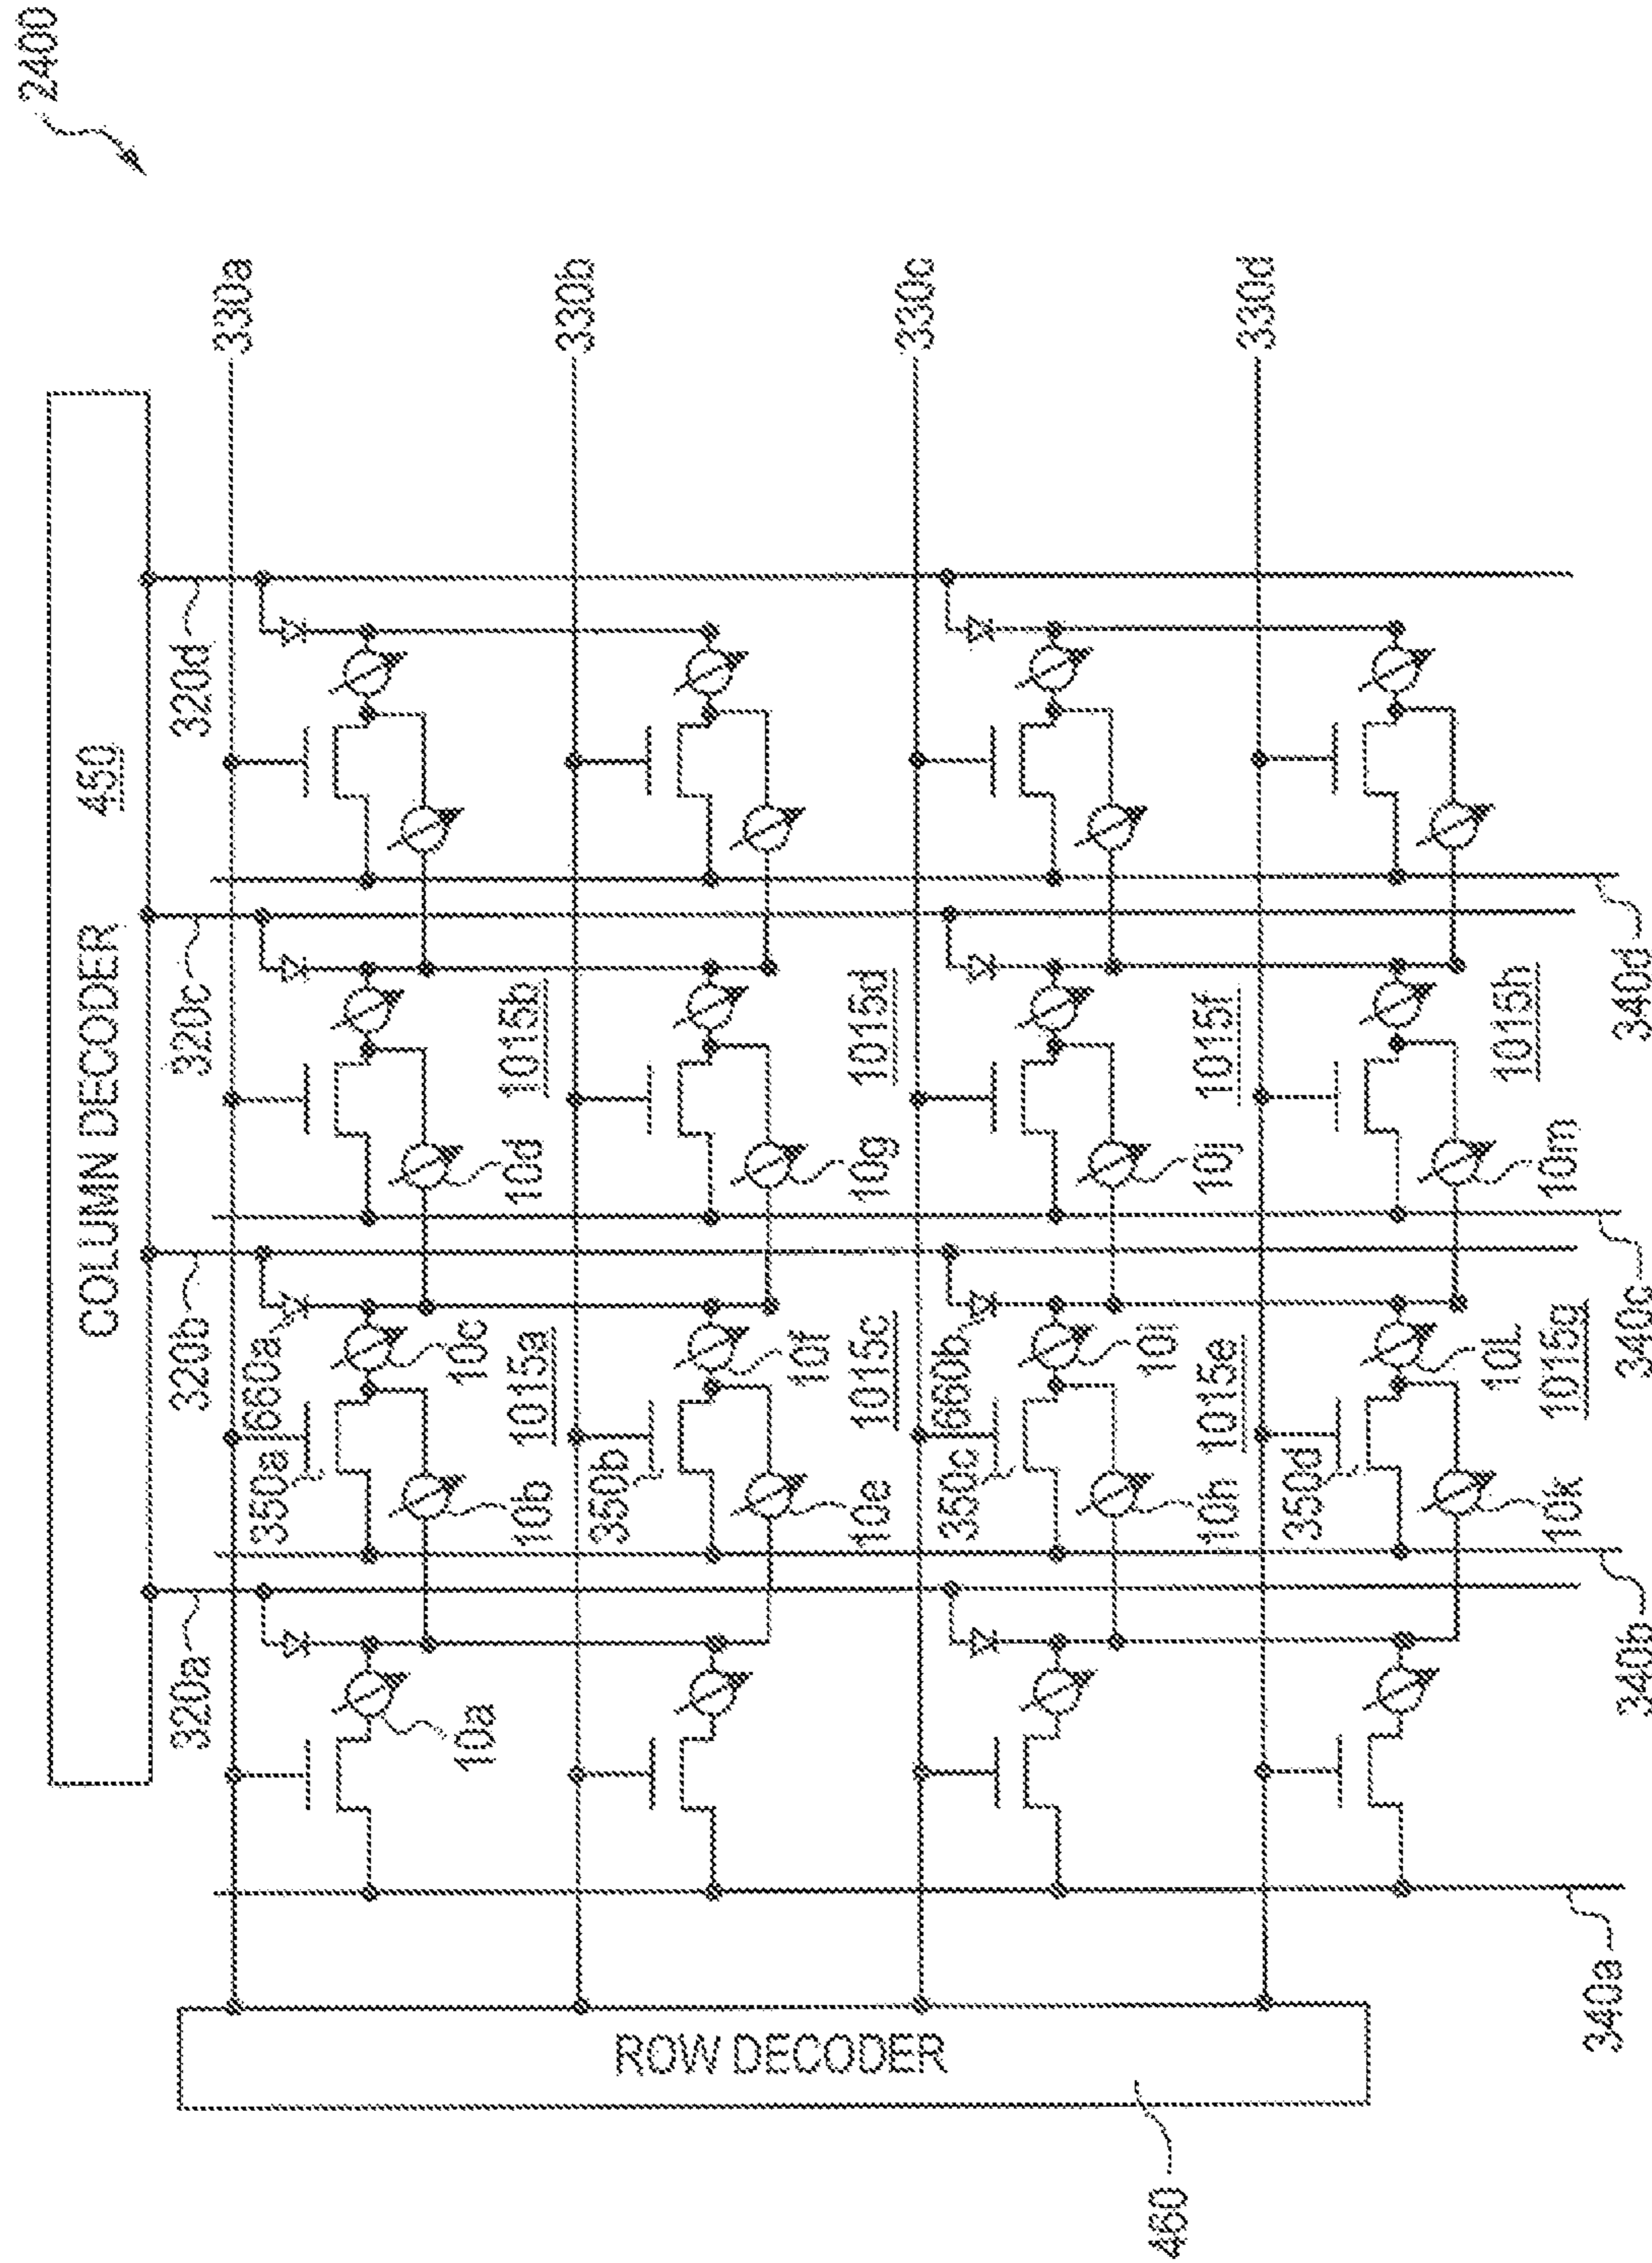 2400
COLUMN DECODER 450
320a
320b
320c
320d
330a
330b
330c
330d
1660a
350a
10a
10b
10c
1015a
10d
1015b
350b
10e
10f
1015c
10g
1015d
1660b
350c
10h
10i
1015e
10j
1015f
350d
10k
10L
1015g
10m
1015h
ROW DECODER
460
340a
340b
340c
340d